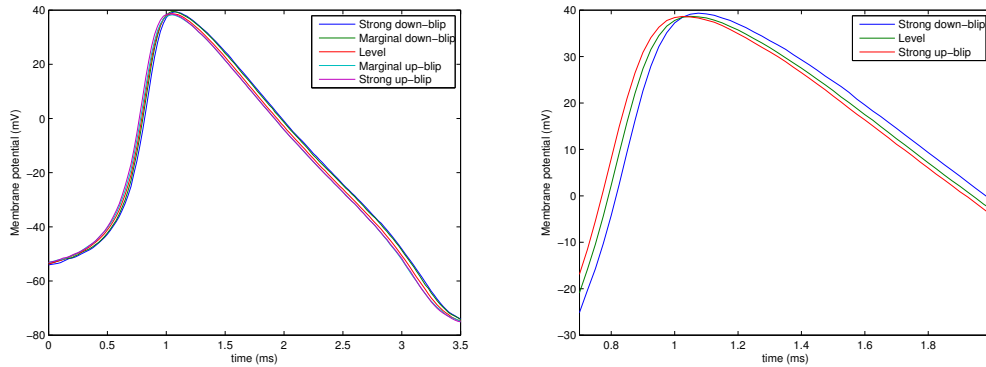 40
20
0
−20
−40
−60
−80
0
0.5
1
1.5
2
2.5
3
3.5
time (ms)
Membrane potential (mV)
Strong down−blip
Marginal down−blip
Level
Marginal up−blip
Strong up−blip
40
30
20
10
0
−10
−20
−30
0.8
1
1.2
1.4
1.6
1.8
time (ms)
Membrane potential (mV)
Strong down−blip
Level
Strong up−blip